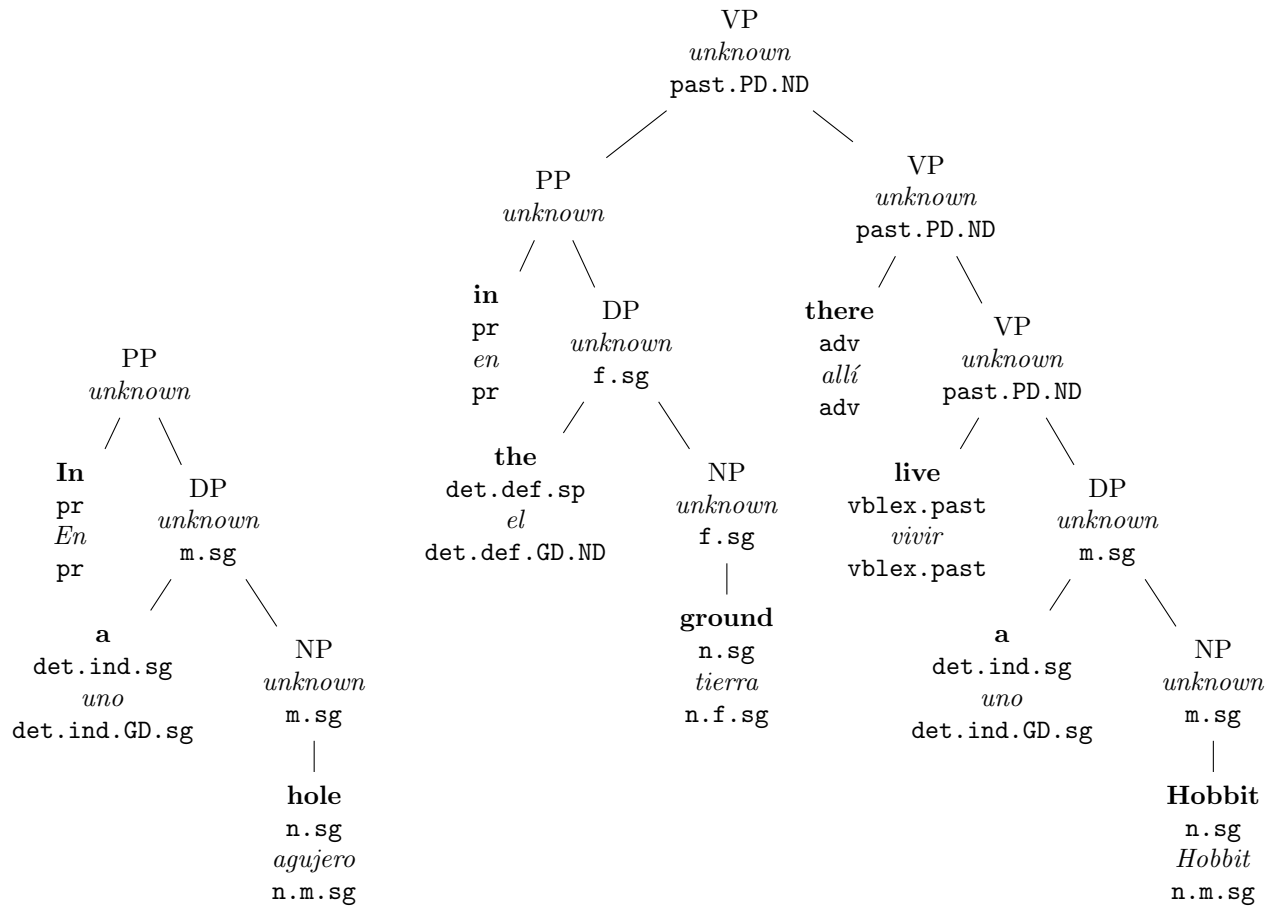 VP
unknown
past.PD.ND
PP
unknown
VP
unknown
past.PD.ND
in
pr
en
pr
DP
unknown
f.sg
there
adv
allí
adv
VP
unknown
past.PD.ND
PP
unknown
the
det.def.sp
el
det.def.GD.ND
NP
unknown
f.sg
live
vblex.past
vivir
vblex.past
DP
unknown
m.sg
In
pr
En
pr
DP
unknown
m.sg
ground
n.sg
tierra
n.f.sg
a
det.ind.sg
uno
det.ind.GD.sg
NP
unknown
m.sg
a
det.ind.sg
uno
det.ind.GD.sg
NP
unknown
m.sg
hole
n.sg
agujero
n.m.sg
Hobbit
n.sg
Hobbit
n.m.sg